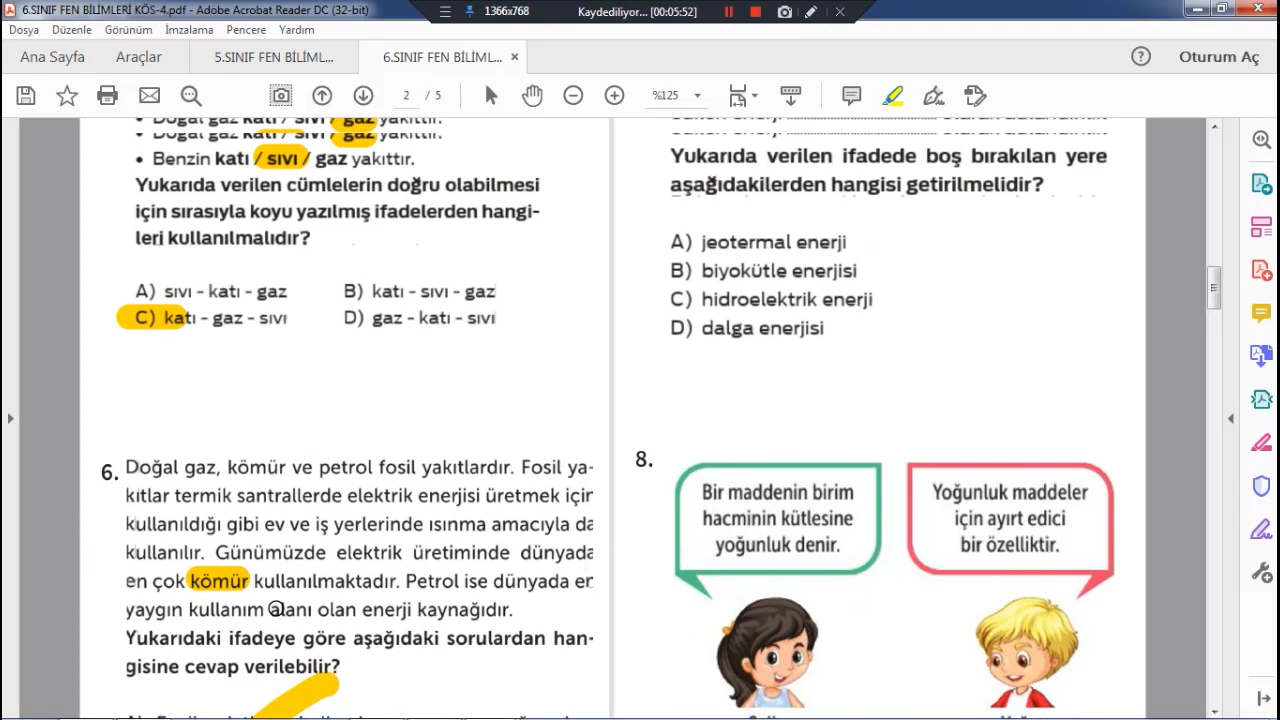 6.SINIF FEN BİLİMLERİ KÖS-4.pdf - Adobe Acrobat Reader DC (32-bit)
1366x768
Kaydediliyor... [00:05:52]
Dosya Düzenle Görünüm İmzalama Pencere Yardım
Ana Sayfa Araçlar 5.SINIF FEN BİLİML... 6.SINIF FEN BİLİML... × Oturum Aç
2 / 5 %125
• Doğal gaz katı / sıvı / gaz yakıttır.
• Benzin katı / sıvı / gaz yakıttır.
Yukarıda verilen cümlelerin doğru olabilmesi
için sırasıyla koyu yazılmış ifadelerden hangi-
leri kullanılmalıdır?
A) sıvı - katı - gaz B) katı - sıvı - gaz
C) katı - gaz - sıvı D) gaz - katı - sıvı
6. Doğal gaz, kömür ve petrol fosil yakıtlardır. Fosil ya-
kıtlar termik santrallerde elektrik enerjisi üretmek için
kullanıldığı gibi ev ve iş yerlerinde ısınma amacıyla da
kullanılır. Günümüzde elektrik üretiminde dünyada
en çok kömür kullanılmaktadır. Petrol ise dünyada en
yaygın kullanım alanı olan enerji kaynağıdır.
Yukarıdaki ifadeye göre aşağıdaki sorulardan han-
gisine cevap verilebilir?
Yukarıda verilen ifadede boş bırakılan yere
aşağıdakilerden hangisi getirilmelidir?
A) jeotermal enerji
B) biyokütle enerjisi
C) hidroelektrik enerji
D) dalga enerjisi
8.
Bir maddenin birim
hacminin kütlesine
yoğunluk denir.
Yoğunluk maddeler
için ayırt edici
bir özelliktir.